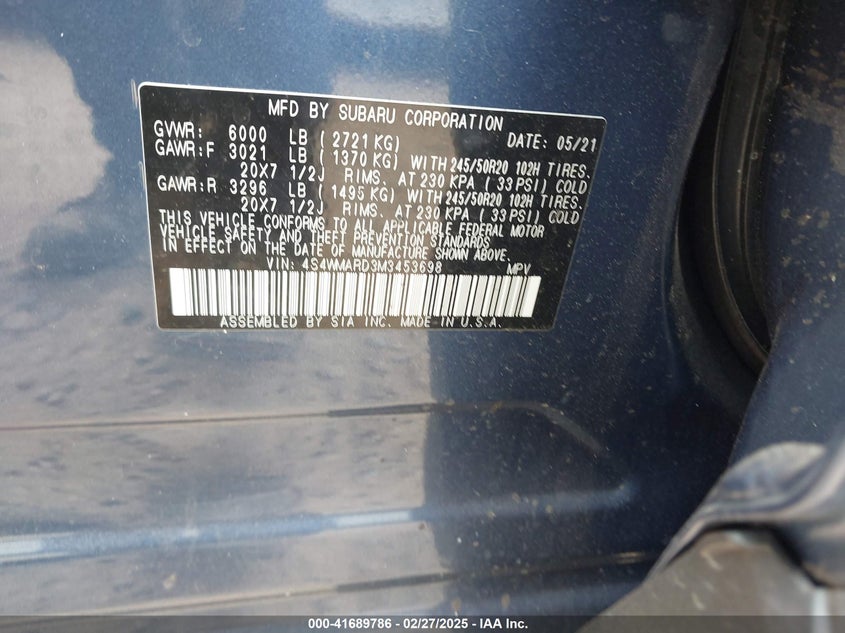 MFD BY SUBARU CORPORATION
GVWR: 6000 LB ( 2721 KG) DATE: 05/21
GAWR: F 3021 LB ( 1370 KG) WITH 245/50R20 102H TIRES.
20X7 1/2J RIMS. AT 230 KPA ( 33 PSI) COLD
GAWR: R 3296 LB ( 1495 KG) WITH 245/50R20 102H TIRES.
20X7 1/2J RIMS. AT 230 KPA ( 33 PSI) COLD
THIS VEHICLE CONFORMS TO ALL APPLICABLE FEDERAL MOTOR
VEHICLE SAFETY AND THEFT PREVENTION STANDARDS
IN EFFECT ON THE DATE OF MANUFACTURE SHOWN ABOVE.
VIN: 4S4WMARD3M3453698 MPV
ASSEMBLED BY SIA INC. MADE IN U.S.A.
000-41689786 - 02/27/2025 - IAA Inc.